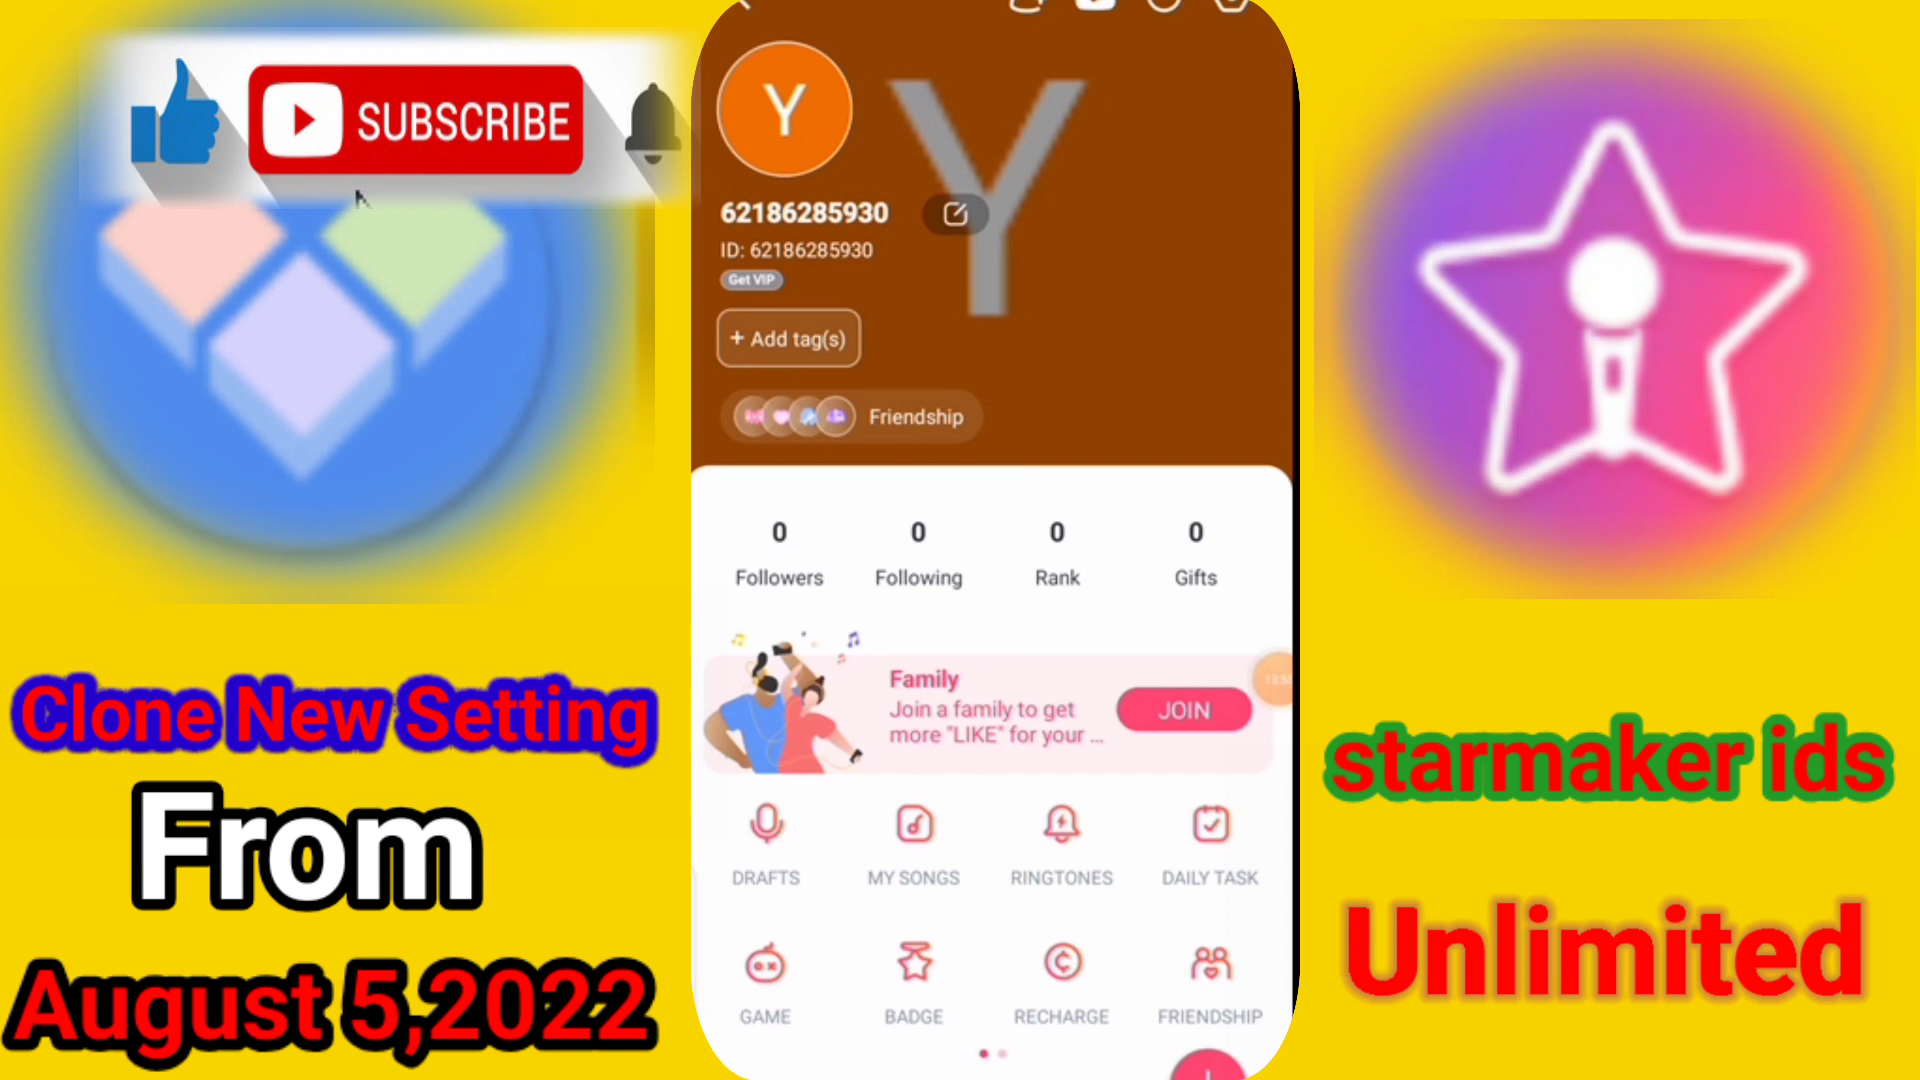 SUBSCRIBE
Y
Y
62186285930
ID: 62186285930
Get VIP
+ Add tag(s)
Friendship
0
Followers
0
Following
0
Rank
0
Gifts
Family
Join a family to get
more "LIKE" for your ...
JOIN
DRAFTS
MY SONGS
RINGTONES
DAILY TASK
GAME
BADGE
RECHARGE
FRIENDSHIP
Clone New Setting
From
August 5,2022
starmaker ids
Unlimited